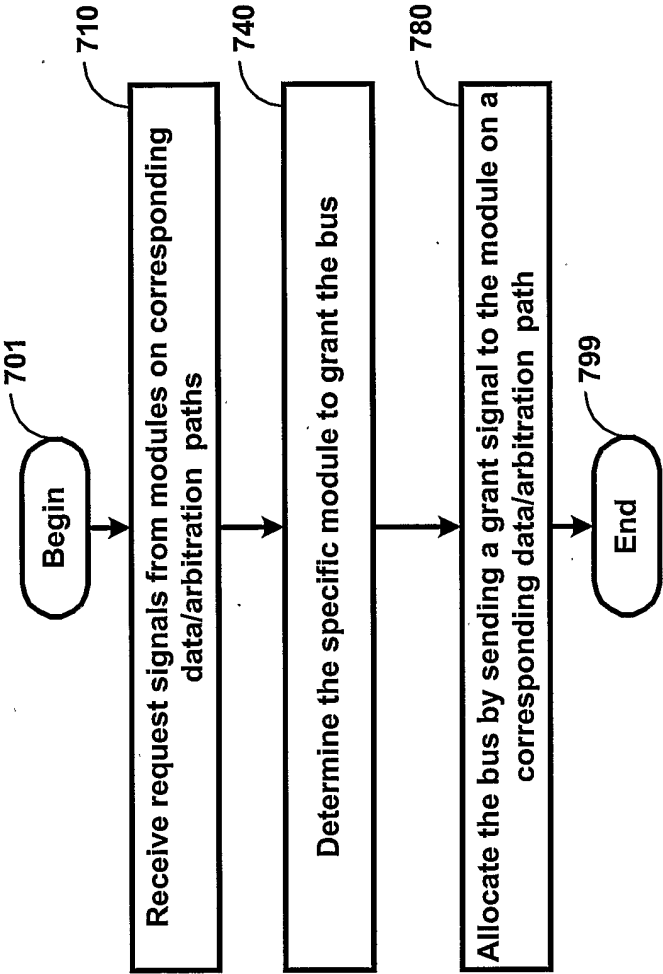 701
Begin
710
Receive request signals from modules on corresponding
data/arbitration paths
740
Determine the specific module to grant the bus
780
Allocate the bus by sending a grant signal to the module on a
corresponding data/arbitration path
799
End